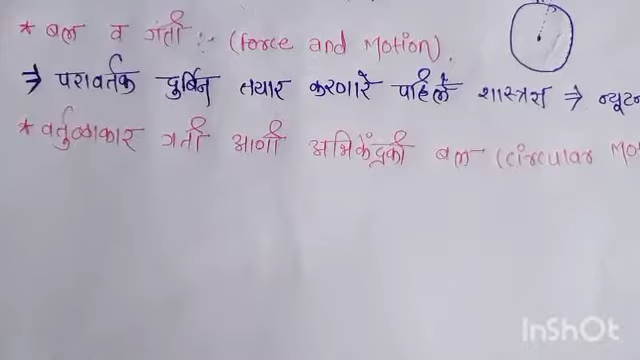 * बल व गती :- (Force and Motion).
⇒ परावर्तक दुर्बिन तयार करणारे पहिले शास्त्रज्ञ ⇒ न्यूटन
* वर्तुळाकार गती आणी अभिकेंद्रकी बल (circular Mo
InShOt